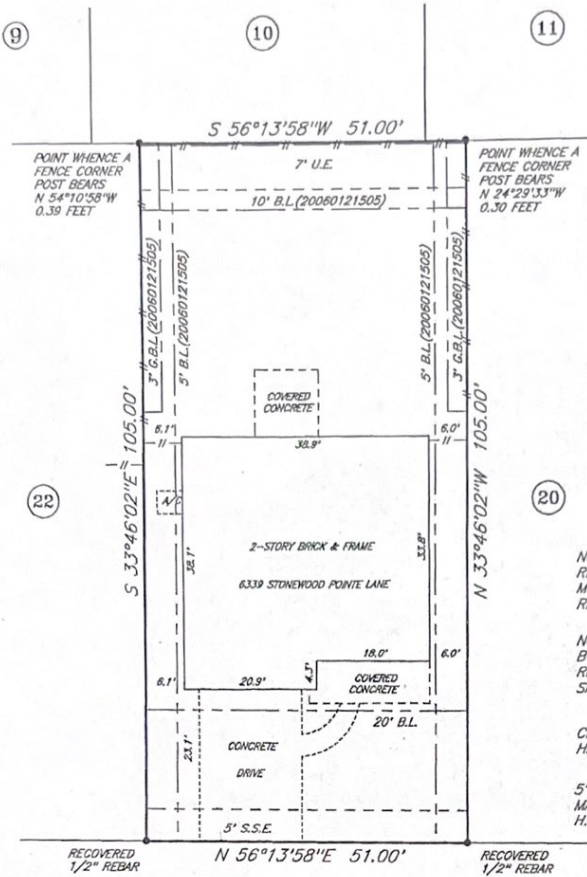 9
10
11
S 56°13'58"W 51.00'
POINT WHENCE A
FENCE CORNER
POST BEARS
N 54°10'58"W
0.39 FEET
POINT WHENCE A
FENCE CORNER
POST BEARS
N 24°29'33"W
0.30 FEET
7' U.E.
10' B.L.(20060121505)
3' G.B.L.(20060121505)
5' B.L.(20060121505)
5' B.L.(20060121505)
3' G.B.L.(20060121505)
S 33°46'02"E 105.00'
N 33°46'02"W 105.00'
COVERED
CONCRETE
6.1'
38.9'
6.0'
22
20
A/
38.1'
2-STORY BRICK & FRAME
6339 STONEWOOD POINTE LANE
33.8'
6.1'
20.9'
4.3'
18.0'
6.0'
COVERED
CONCRETE
20' B.L.
23.1'
CONCRETE
DRIVE
5' S.S.E.
N 56°13'58"E 51.00'
RECOVERED
1/2" REBAR
RECOVERED
1/2" REBAR
N
R
M
R
N
B
R
S
C
H
5'
M
H.